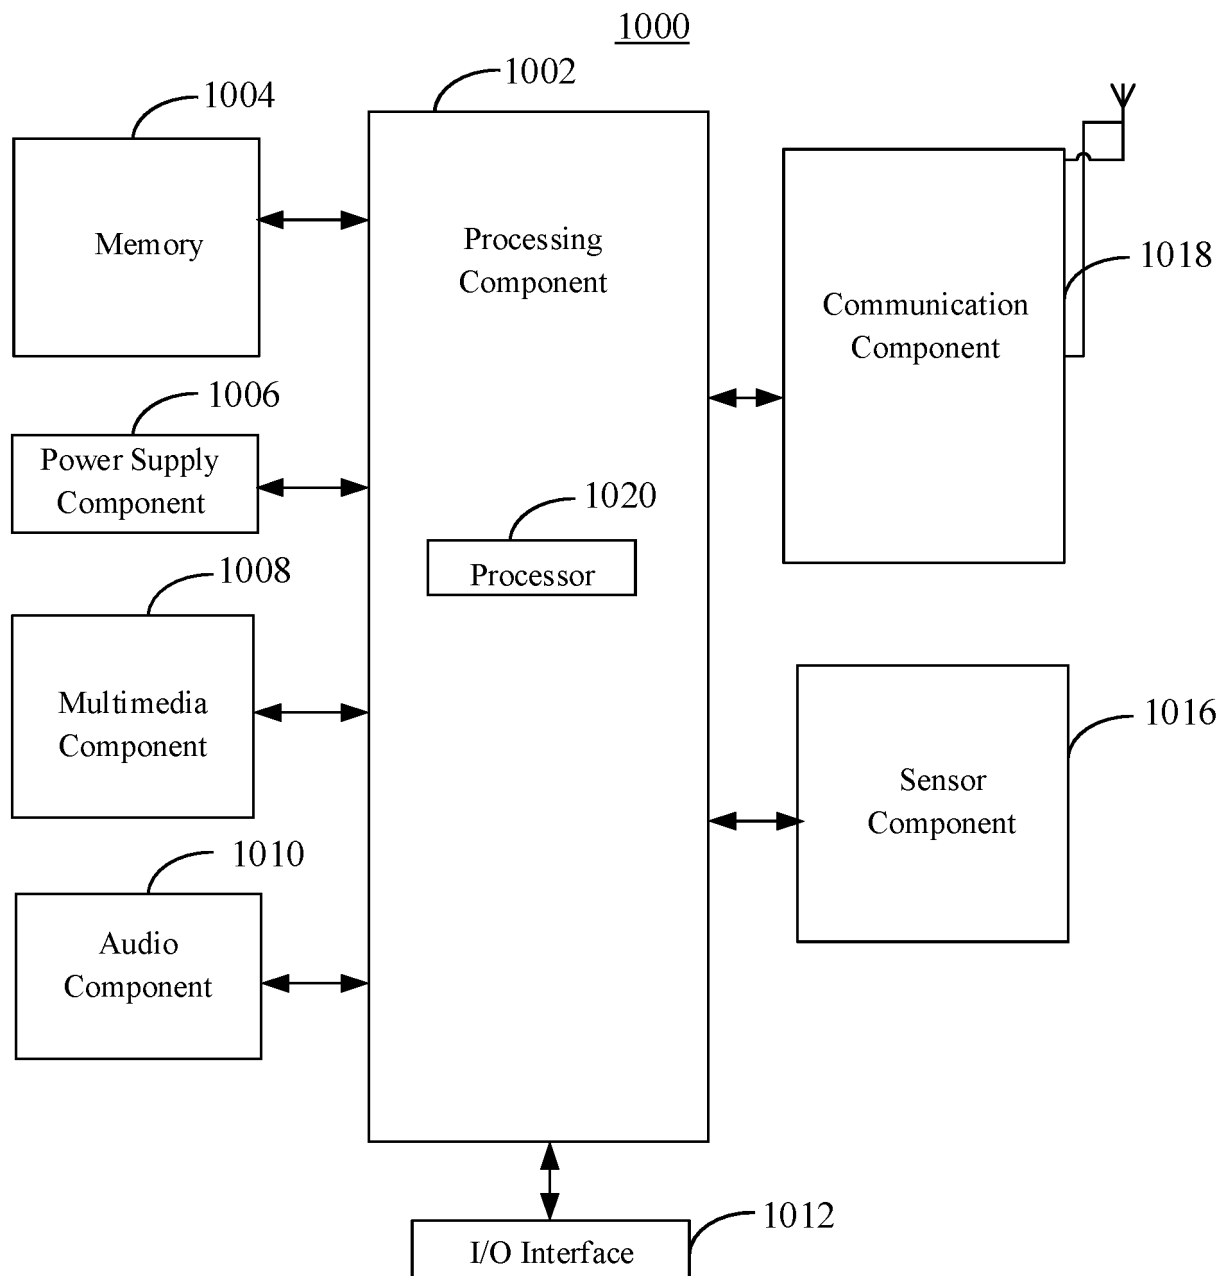 1000
1002
1004
Memory
Processing
Component
1018
Communication
Component
1006
Power Supply
Component
1020
Processor
1008
Multimedia
Component
1016
Sensor
Component
1010
Audio
Component
1012
I/O Interface